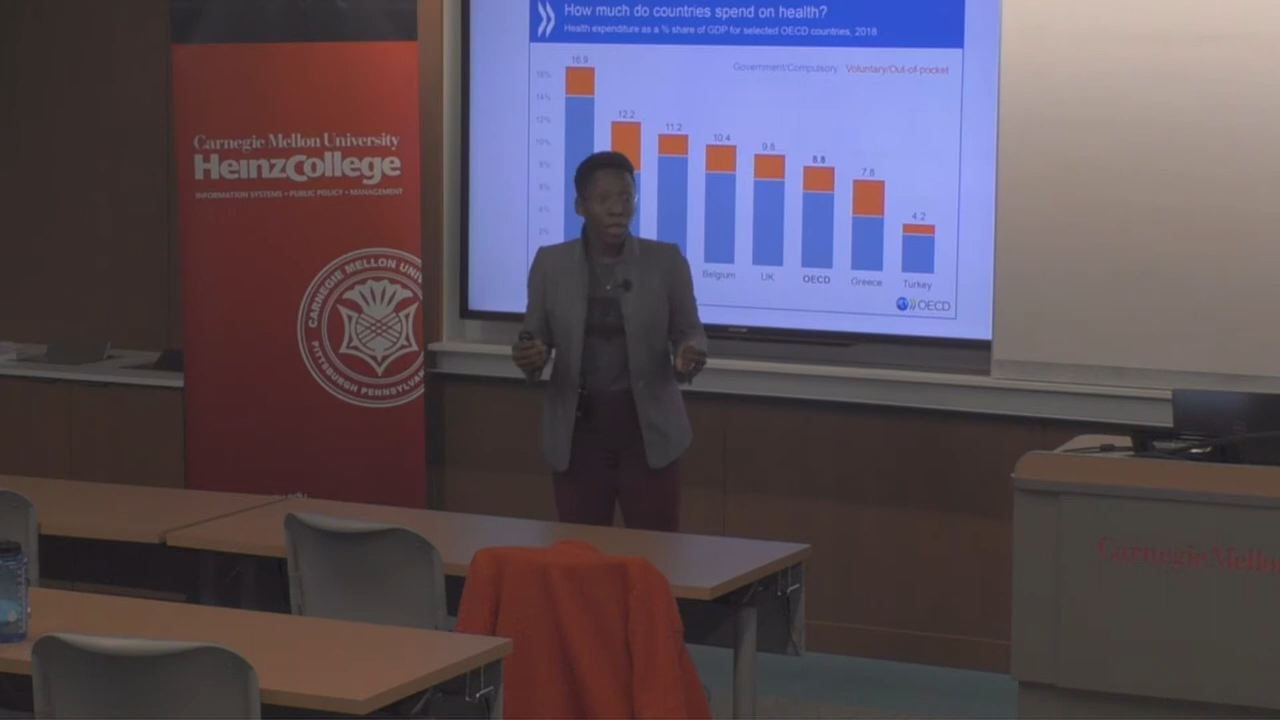 How much do countries spend on health?
Health expenditure as a % share of GDP for selected OECD countries, 2018
Government/Compulsory Voluntary/Out-of-pocket
16.9
12.2
11.2
10.4
9.8
8.8
7.8
4.2
16%
14%
12%
10%
8%
6%
4%
2%
Belgium
UK
OECD
Greece
Turkey
OECD
Carnegie Mellon University
HeinzCollege
INFORMATION SYSTEMS • PUBLIC POLICY • MANAGEMENT
CARNEGIE MELLON UNI
PITTSBURGH PENNSYLVA
Carnegie Mello